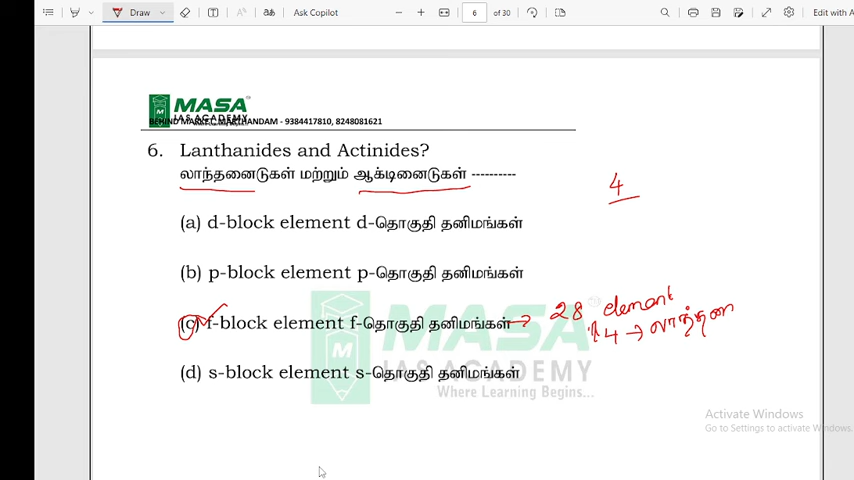 Draw
Ask Copilot
6 of 30
Edit with A
MASA
IAS ACADEMY
BEHIND MARKET, MARTHANDAM - 9384417810, 8248081621
6. Lanthanides and Actinides?
லாந்தனைடுகள் மற்றும் ஆக்டினைடுகள் ----------
4
(a) d-block element d-தொகுதி தனிமங்கள்
(b) p-block element p-தொகுதி தனிமங்கள்
(c) f-block element f-தொகுதி தனிமங்கள் → 28 element
14 → லாந்தனை
(d) s-block element s-தொகுதி தனிமங்கள்
MASA
IAS ACADEMY
Where Learning Begins...
Activate Windows
Go to Settings to activate Windows.